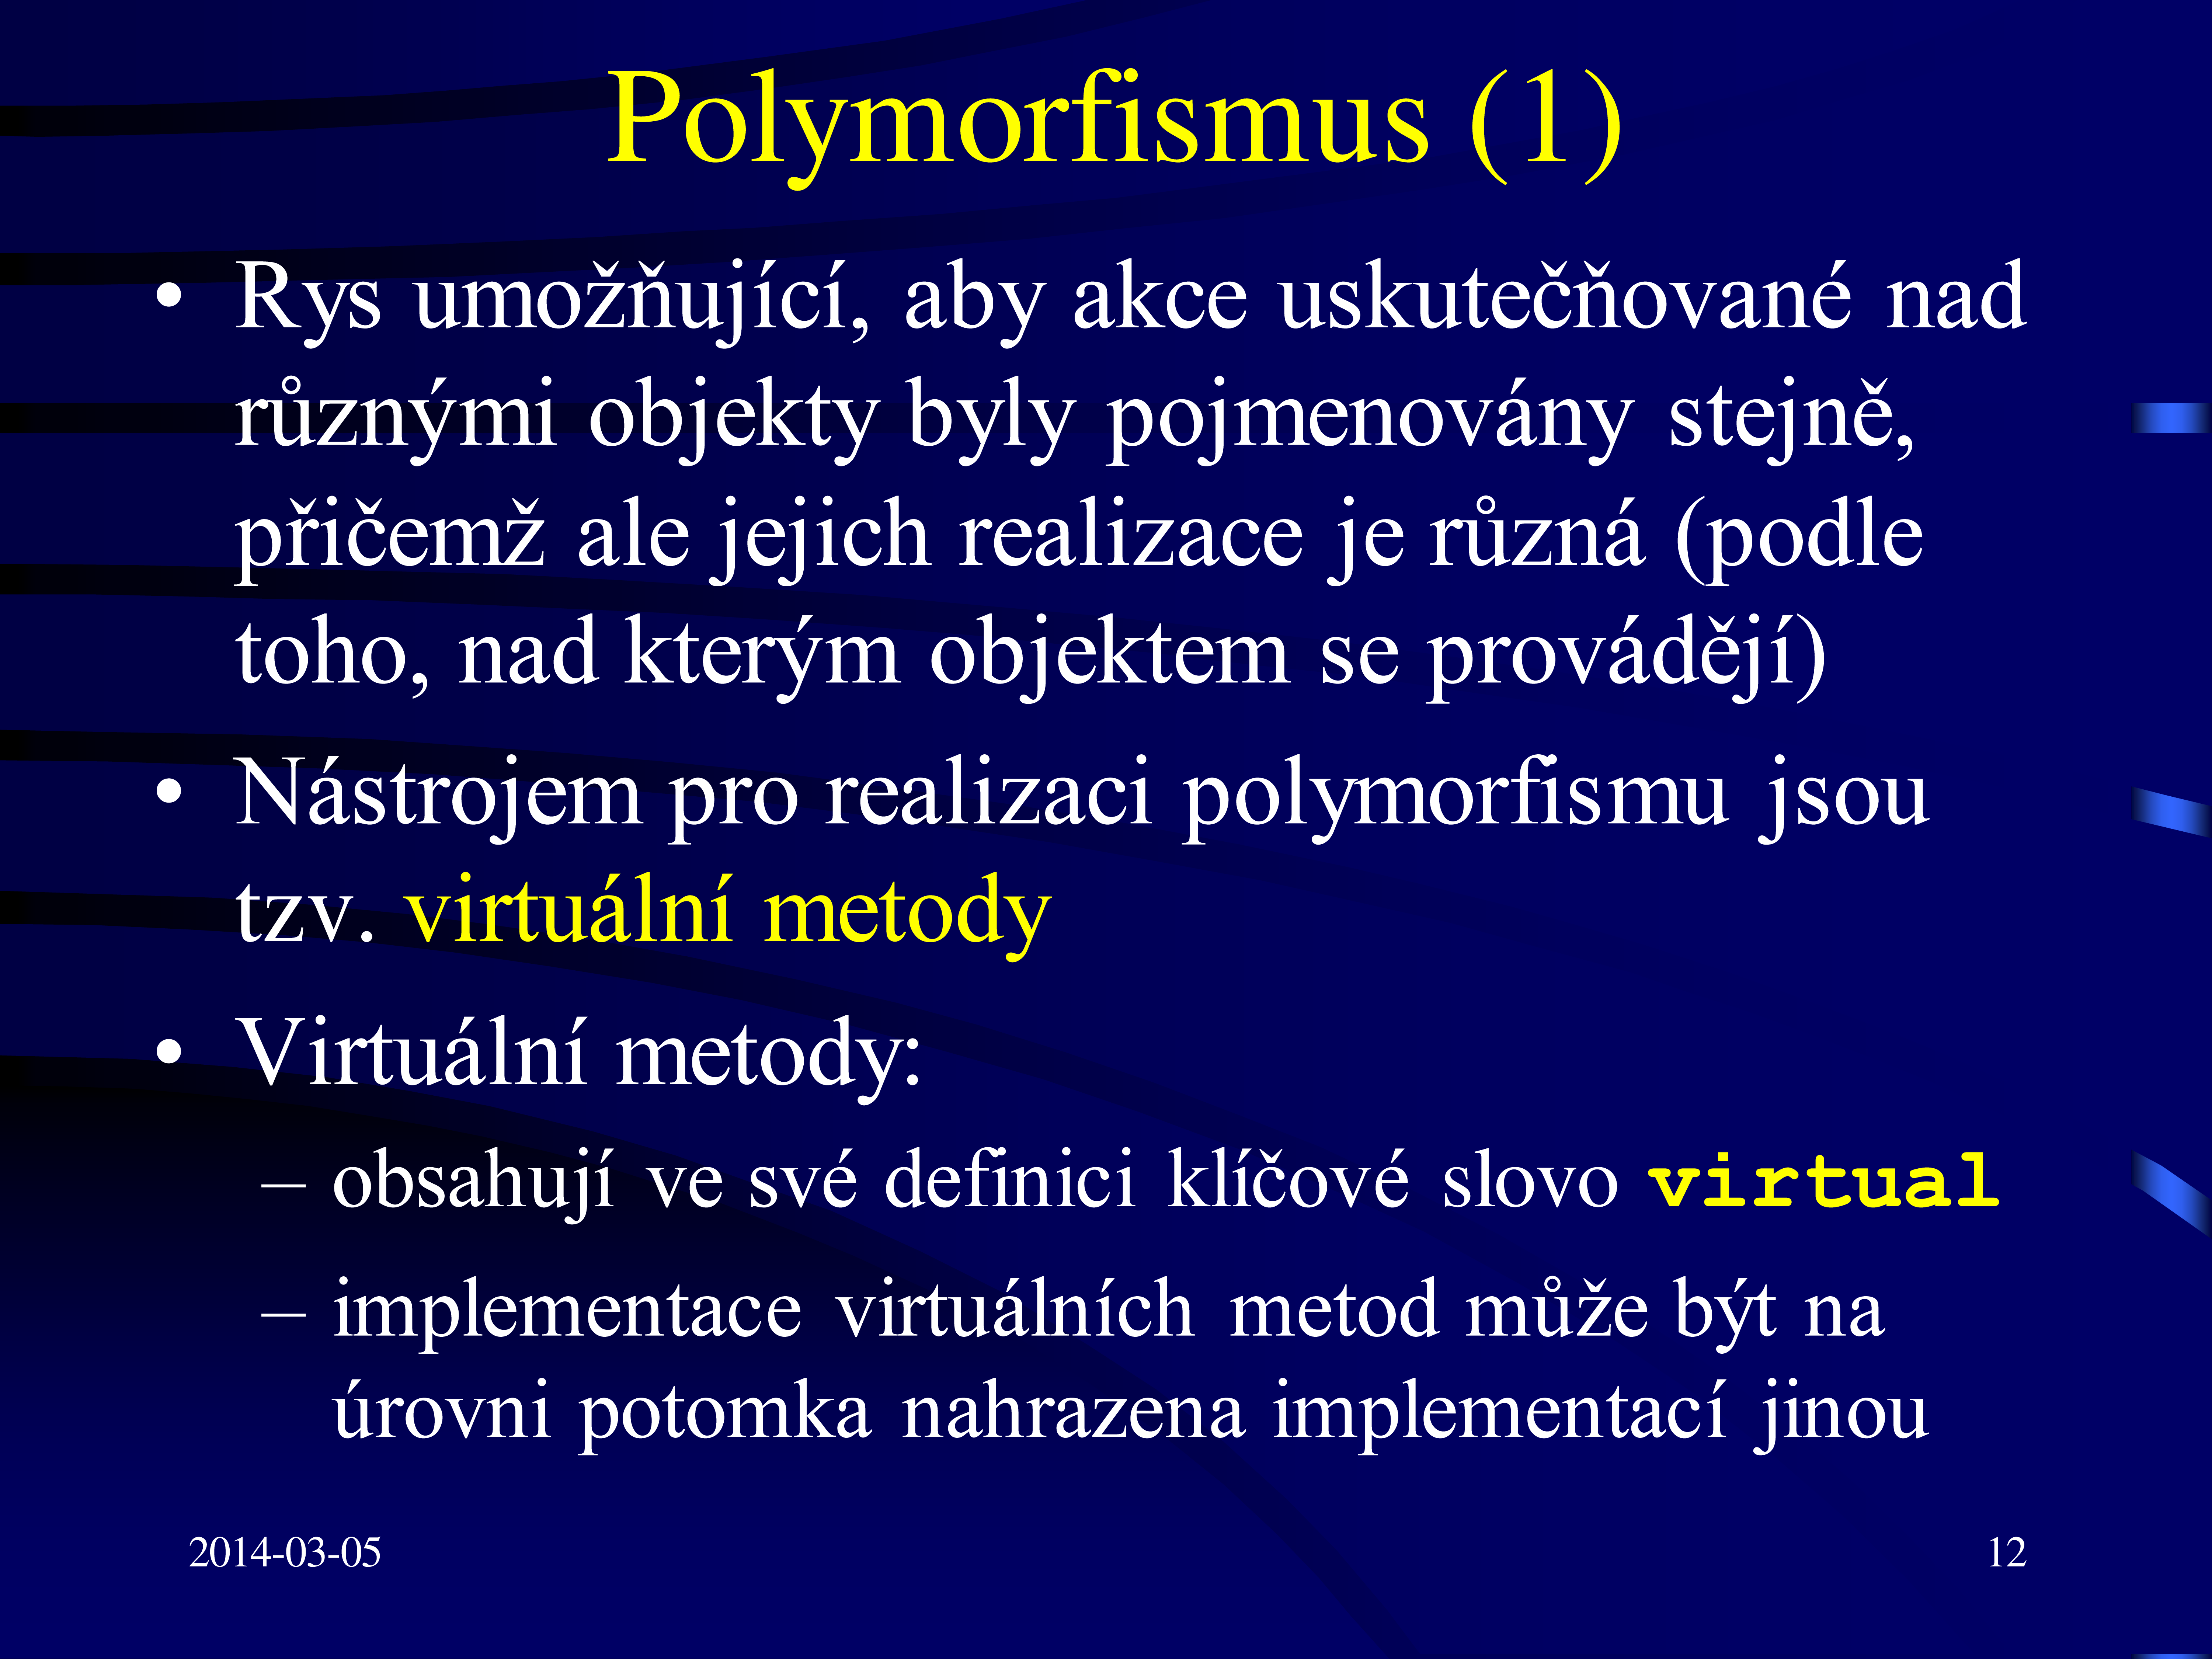 Polymorfismus (1)
• Rys umožňující, aby akce uskutečňované nad
různými objekty byly pojmenovány stejně,
přičemž ale jejich realizace je různá (podle
toho, nad kterým objektem se provádějí)
• Nástrojem pro realizaci polymorfismu jsou
tzv. virtuální metody
• Virtuální metody:
– obsahují ve své definici klíčové slovo virtual
– implementace virtuálních metod může být na
úrovni potomka nahrazena implementací jinou
2014-03-05
12